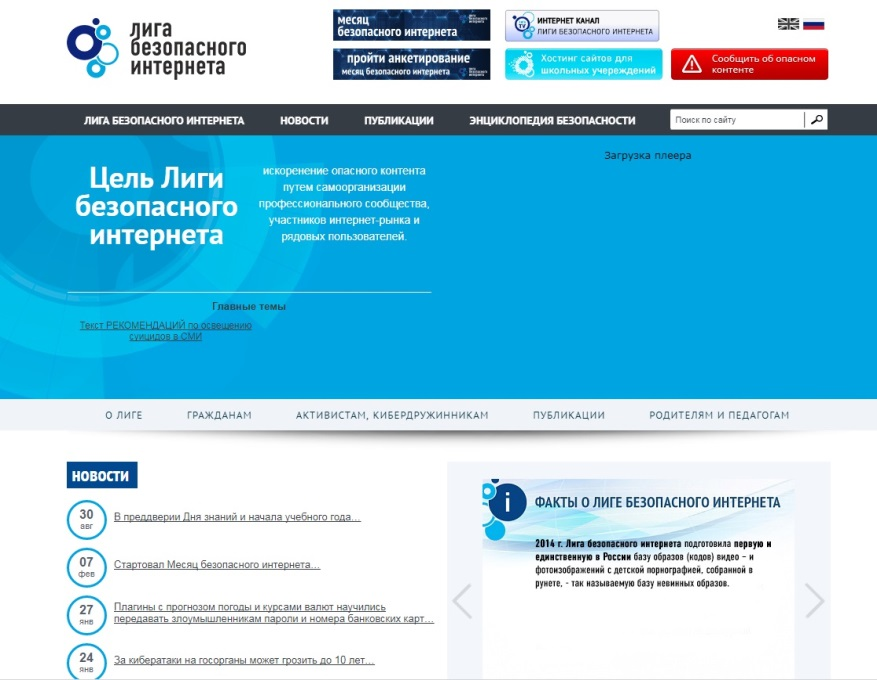 лига
безопасного
интернета
месяц
безопасного интернета
пройти анкетирование
месяц безопасного интернета
ИНТЕРНЕТ КАНАЛ
ЛИГИ БЕЗОПАСНОГО ИНТЕРНЕТА
TV
Хостинг сайтов для
школьных учреждений
Сообщить об опасном
контенте
ЛИГА БЕЗОПАСНОГО ИНТЕРНЕТА НОВОСТИ ПУБЛИКАЦИИ ЭНЦИКЛОПЕДИЯ БЕЗОПАСНОСТИ Поиск по сайту
Цель Лиги
безопасного
интернета
искоренение опасного контента
путем самоорганизации
профессионального сообщества,
участников интернет-рынка и
рядовых пользователей.
Загрузка плеера
Главные темы
Текст РЕКОМЕНДАЦИЙ по освещению
суицидов в СМИ
О ЛИГЕ ГРАЖДАНАМ АКТИВИСТАМ, КИБЕРДРУЖИННИКАМ ПУБЛИКАЦИИ РОДИТЕЛЯМ И ПЕДАГОГАМ
НОВОСТИ
30
авг
В преддверии Дня знаний и начала учебного года…
07
фев
Стартовал Месяц безопасного интернета…
27
янв
Плагины с прогнозом погоды и курсами валют научились
передавать злоумышленникам пароли и номера банковских карт…
24
янв
За кибератаки на госорганы может грозить до 10 лет…
i
ФАКТЫ О ЛИГЕ БЕЗОПАСНОГО ИНТЕРНЕТА
2014 г. Лига безопасного интернета подготовила первую и
единственную в России базу образов (кодов) видео – и
фотоизображений с детской порнографией, собранной в
рунете, - так называемую базу невинных образов.